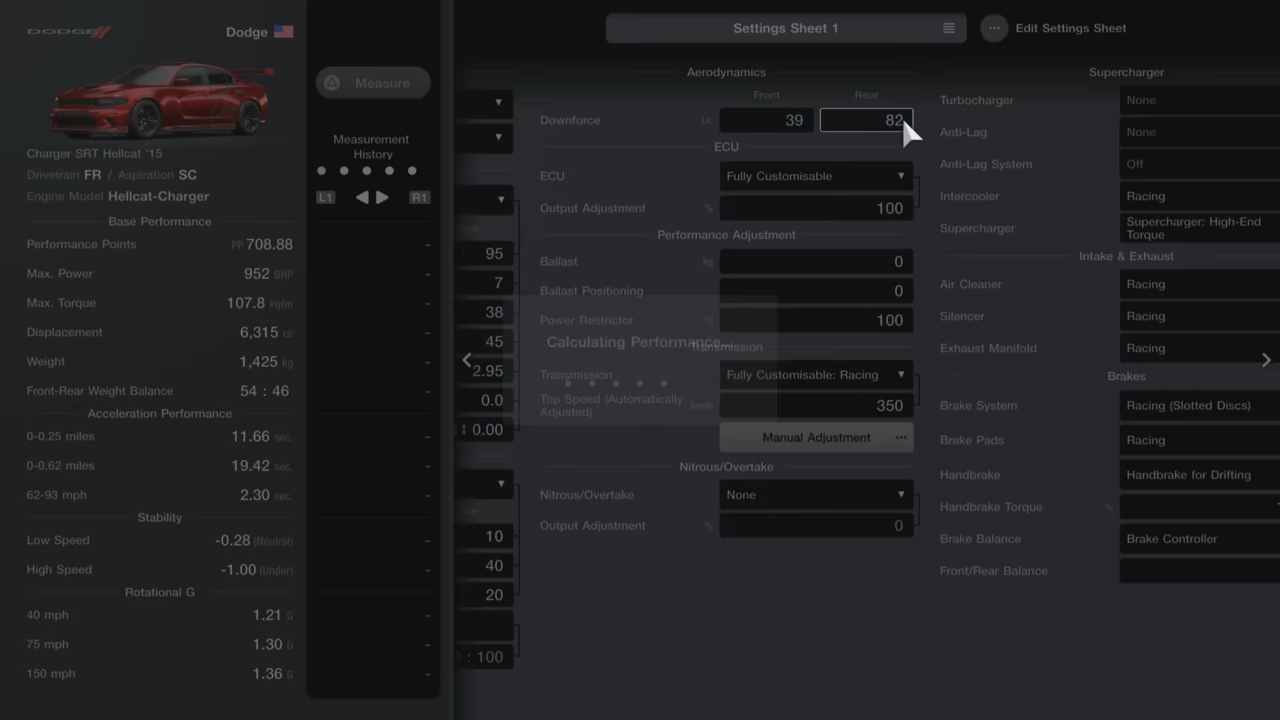 DODGE
Dodge
Charger SRT Hellcat '15
Drivetrain FR / Aspiration SC
Engine Model Hellcat-Charger
Base Performance
Performance Points PP 708.88
Max. Power 952 BHP
Max. Torque 107.8 kgfm
Displacement 6,315 cc
Weight 1,425 kg
Front-Rear Weight Balance 54 : 46
Acceleration Performance
0-0.25 miles 11.66 sec.
0-0.62 miles 19.42 sec.
62-93 mph 2.30 sec.
Stability
Low Speed -0.28 (Neutral)
High Speed -1.00 (Under)
Rotational G
40 mph 1.21 G
75 mph 1.30 G
150 mph 1.36 G
Measure
Measurement
History
L1 R1
-
-
-
-
-
-
-
-
-
-
-
-
-
-
Settings Sheet 1
Edit Settings Sheet
95
7
38
45
2.95
0.0
0.00
10
40
20
: 100
Aerodynamics
Front Rear
Downforce Lv. 39 82
ECU
ECU Fully Customisable
Output Adjustment % 100
Performance Adjustment
Ballast kg 0
Ballast Positioning 0
Power Restrictor % 100
Calculating Performance...
Transmission
Transmission Fully Customisable: Racing
Top Speed (Automatically
Adjusted) km/h 350
Manual Adjustment
Nitrous/Overtake
Nitrous/Overtake None
Output Adjustment % 0
Supercharger
Turbocharger None
Anti-Lag None
Anti-Lag System Off
Intercooler Racing
Supercharger Supercharger: High-End
Torque
Intake & Exhaust
Air Cleaner Racing
Silencer Racing
Exhaust Manifold Racing
Brakes
Brake System Racing (Slotted Discs)
Brake Pads Racing
Handbrake Handbrake for Drifting
Handbrake Torque %
Brake Balance Brake Controller
Front/Rear Balance